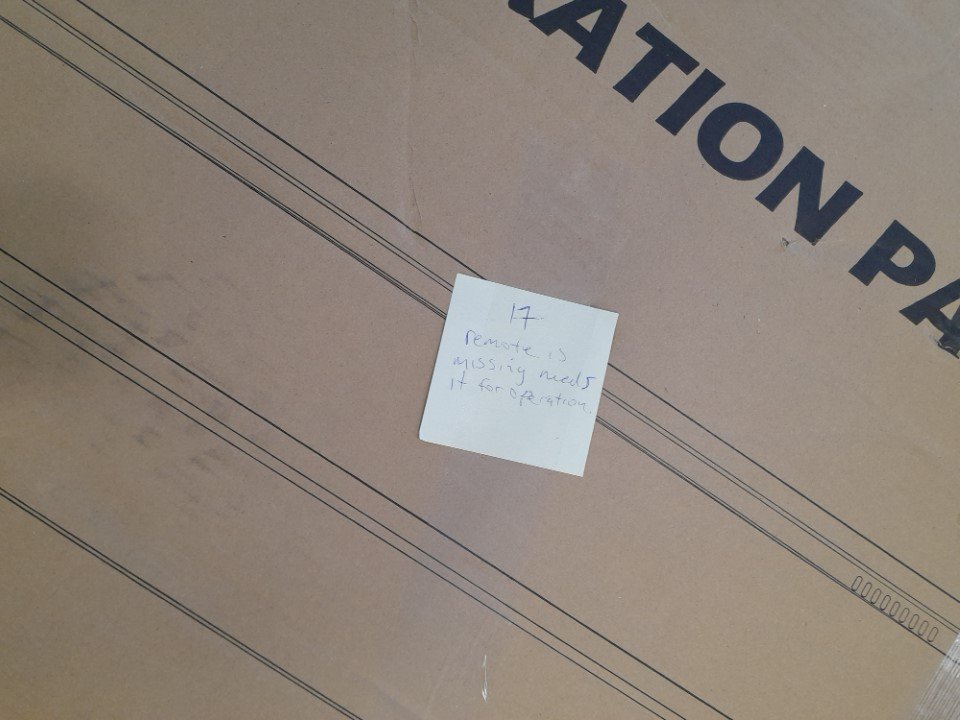 RATION PA
17
remote is
missing needs
it for operation.